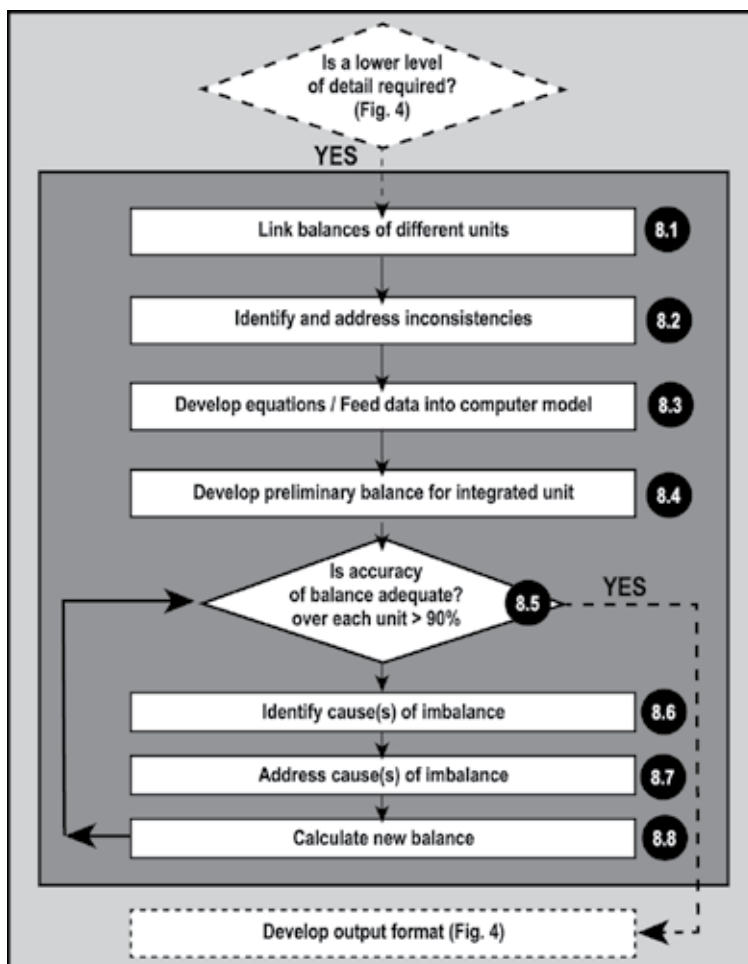 Is a lower level
of detail required?
(Fig. 4)
YES
Link balances of different units
8.1
Identify and address inconsistencies
8.2
Develop equations / Feed data into computer model
8.3
Develop preliminary balance for integrated unit
8.4
Is accuracy
of balance adequate?
over each unit > 90%
8.5
YES
Identify cause(s) of imbalance
8.6
Address cause(s) of imbalance
8.7
Calculate new balance
8.8
Develop output format (Fig. 4)